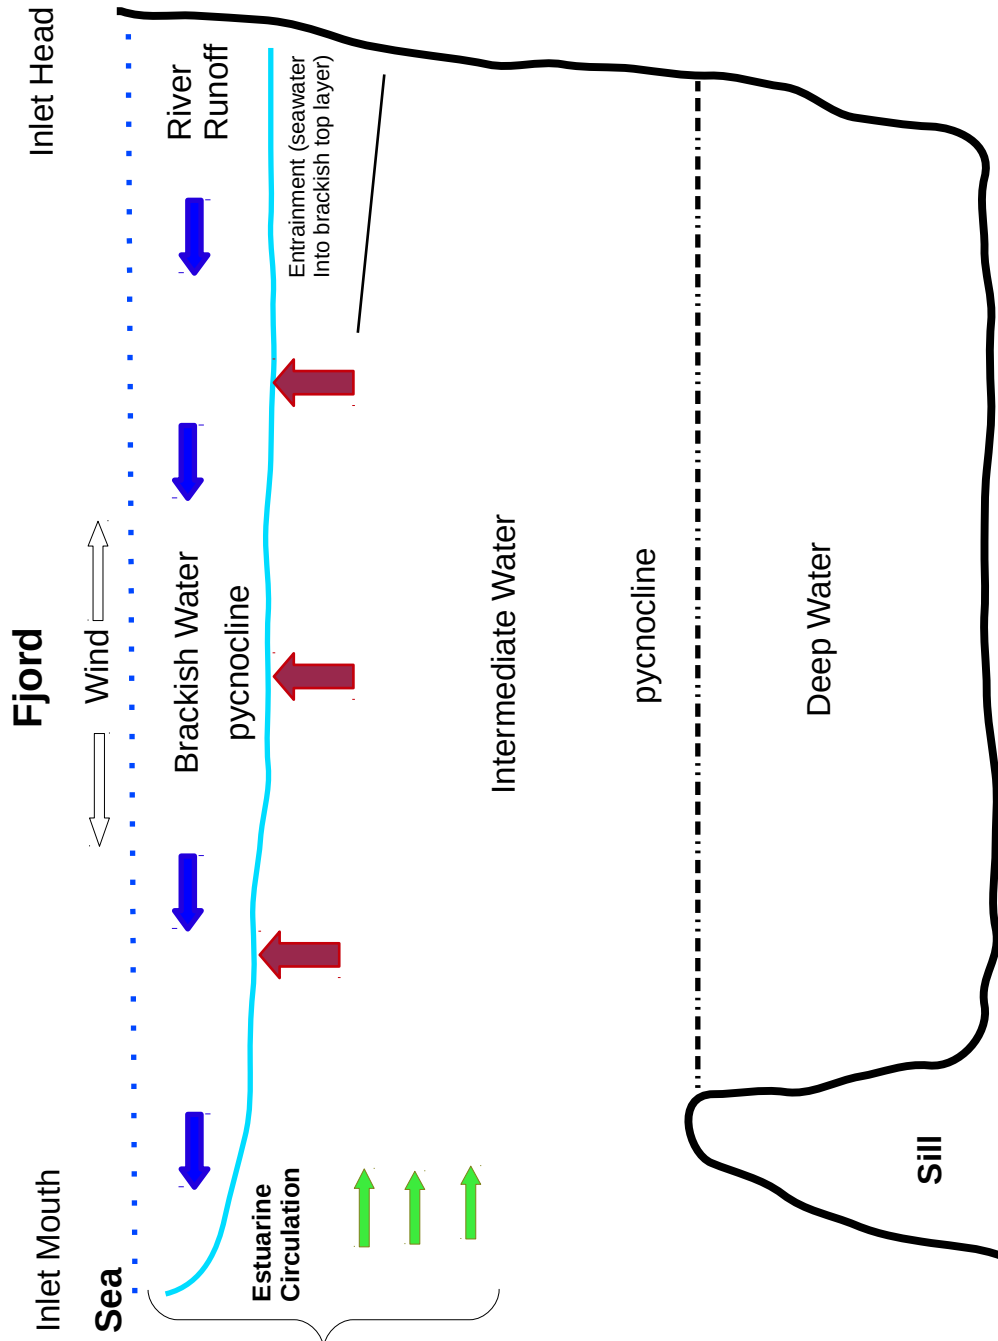 Fjord
Inlet Mouth
Inlet Head
Sea
Wind
River
Runoff
Brackish Water
pycnocline
Estuarine
Circulation
Entrainment (seawater
Into brackish top layer)
Intermediate Water
pycnocline
Deep Water
Sill